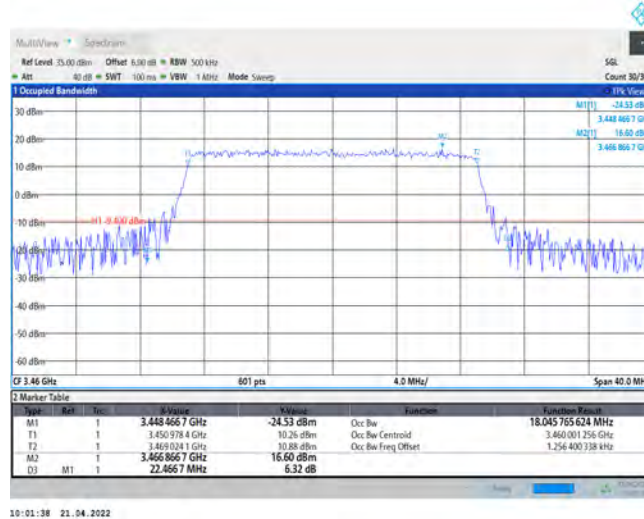 MultiView Spectrum
Ref Level 35.00 dBm Offset 6.00 dB RBW 500 kHz SGL
Att 40 dB SWT 100 ms VBW 1 MHz Mode Sweep Count 30/3
1 Occupied Bandwidth 1Pk View
M1[1] -24.53 dB
3.448 466 7 G
M2[1] 16.60 dB
3.466 866 7 G
30 dBm
20 dBm
M2
T1 T2
10 dBm
0 dBm
-10 dBm H1 -9.400 dBm
-20 dBm
-30 dBm
-40 dBm
-50 dBm
-60 dBm
CF 3.46 GHz 601 pts 4.0 MHz/ Span 40.0 MH
2 Marker Table
Type Ref Trc X-Value Y-Value Function Function Result
M1 1 3.448 466 7 GHz -24.53 dBm Occ Bw 18.045 765 624 MHz
T1 1 3.450 978 4 GHz 10.26 dBm Occ Bw Centroid 3.460 001 256 GHz
T2 1 3.469 024 1 GHz 10.88 dBm Occ Bw Freq Offset 1.256 400 338 kHz
M2 1 3.466 866 7 GHz 16.60 dBm
D3 M1 1 22.466 7 MHz 6.32 dB
10:01:38 21.04.2022